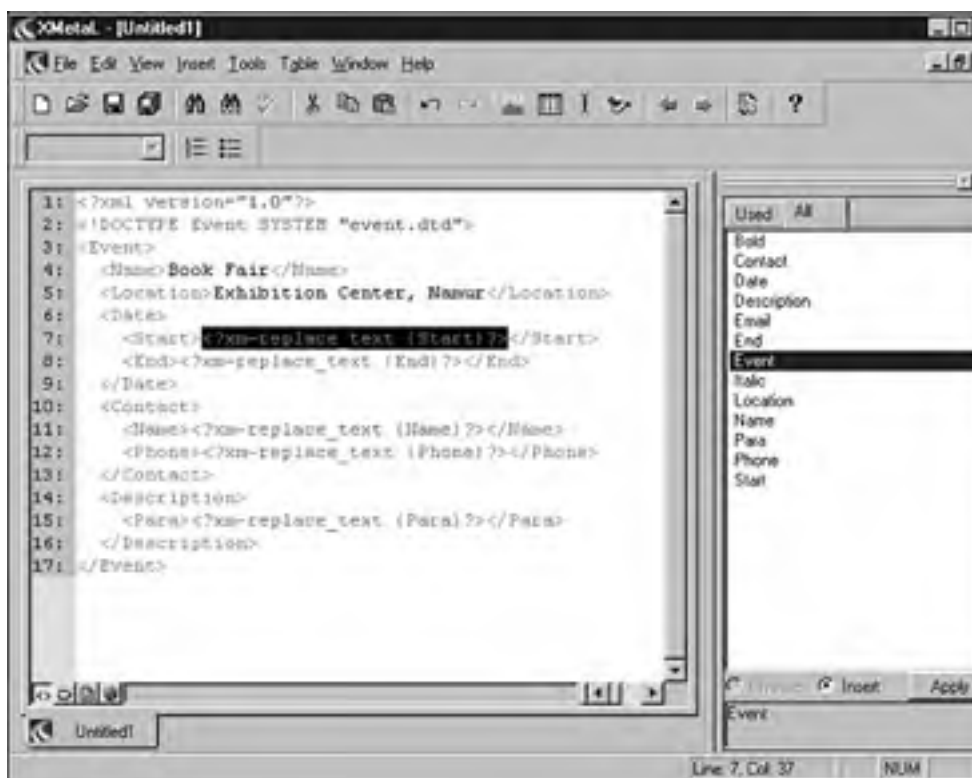 XMetaL - [Untitled1]
File Edit View Insert Tools Table Window Help
1: <?xml version="1.0"?>
2: <!DOCTYPE Event SYSTEM "event.dtd">
3: <Event>
4: <Name>Book Fair</Name>
5: <Location>Exhibition Center, Namur</Location>
6: <Date>
7: <Start><?xm-replace_text {Start}?></Start>
8: <End><?xm-replace_text {End}?></End>
9: </Date>
10: <Contact>
11: <Name><?xm-replace_text {Name}?></Name>
12: <Phone><?xm-replace_text {Phone}?></Phone>
13: </Contact>
14: <Description>
15: <Para><?xm-replace_text {Para}?></Para>
16: </Description>
17: </Event>
Used All
Bold
Contact
Date
Description
Email
End
Event
Italic
Location
Name
Para
Phone
Start
Insert Apply
Event
Untitled1
Line: 7, Col: 37 NUM